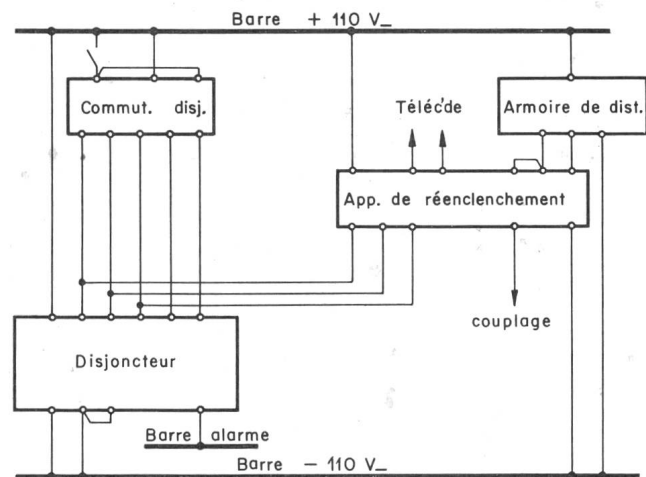 Barre + 110 V_
Commut. disj.
Téléc'de
Armoire de dist.
App. de réenclenchement
couplage
Disjoncteur
Barre alarme
Barre – 110 V_